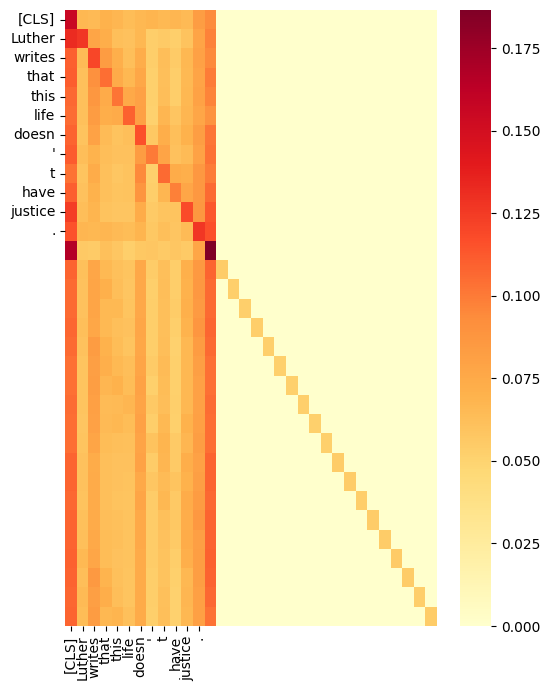 [CLS]
Luther
writes
that
this
life
doesn
'
t
have
justice
.
0.175
0.150
0.125
0.100
0.075
0.050
0.025
0.000
[CLS]
Luther
writes
that
this
life
doesn
'
t
have
justice
.